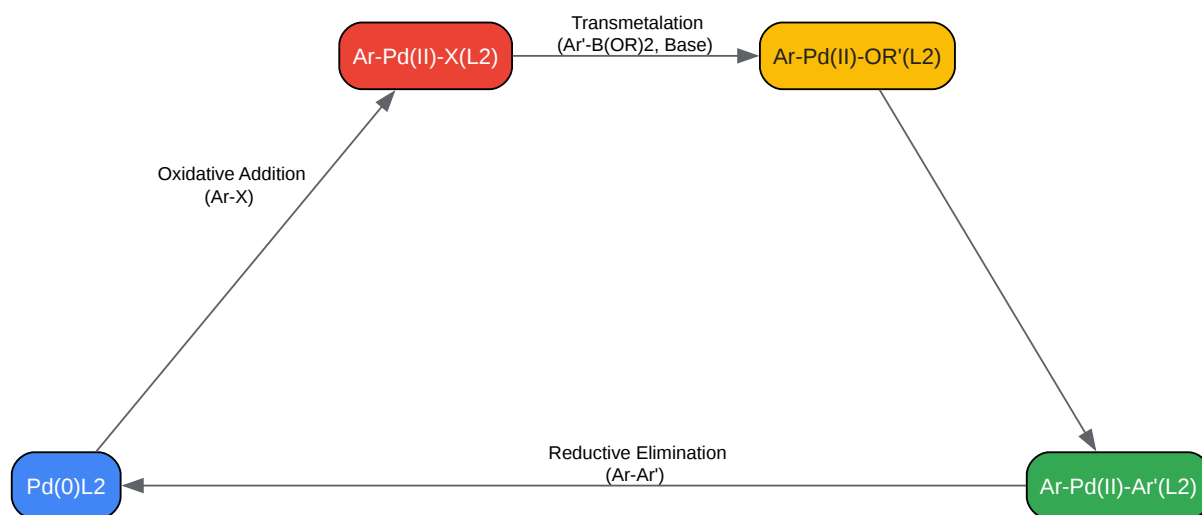 Transmetalation
(Ar'-B(OR)2, Base)
Ar-Pd(II)-X(L2)
Ar-Pd(II)-OR'(L2)
Oxidative Addition
(Ar-X)
Reductive Elimination
(Ar-Ar')
Pd(0)L2
Ar-Pd(II)-Ar'(L2)